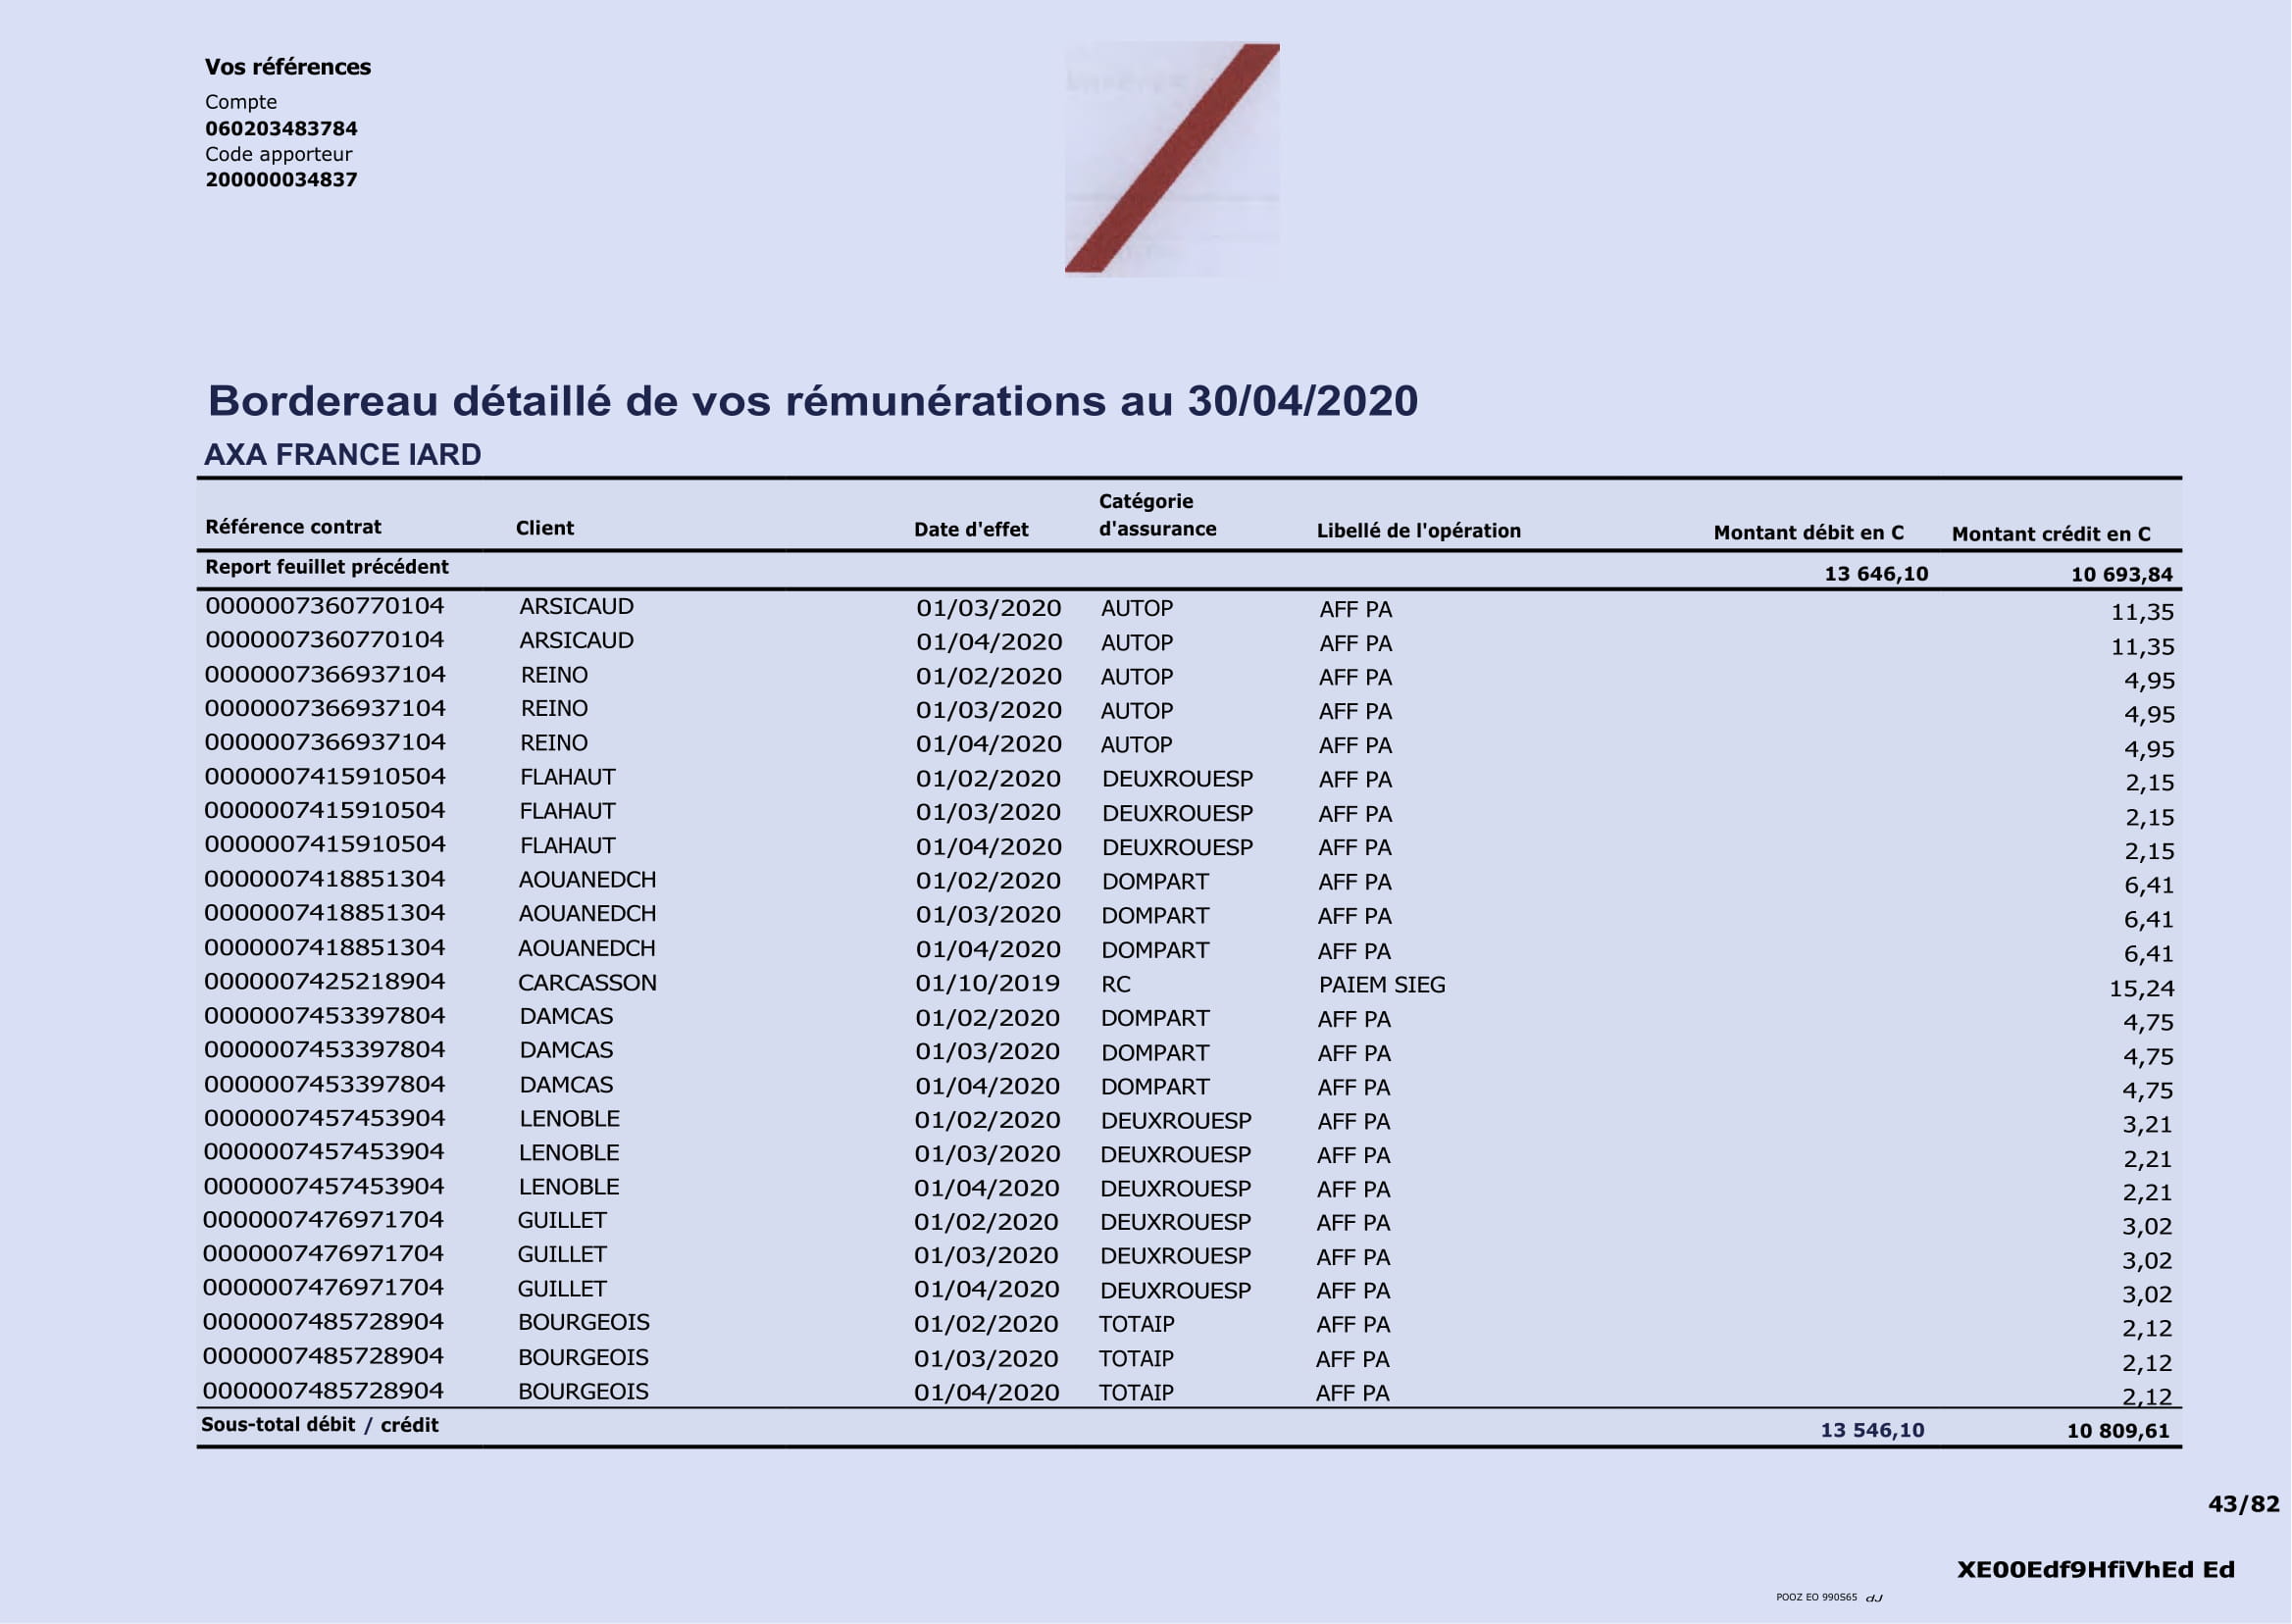 Vos références
Compte
060203483784
Code apporteur
200000034837
Bordereau détaillé de vos rémunérations au 30/04/2020
AXA FRANCE IARD
Référence contrat Client Date d'effet Catégorie d'assurance Libellé de l'opération Montant débit en C Montant crédit en C
Report feuillet précédent 13 646,10 10 693,84
0000007360770104 ARSICAUD 01/03/2020 AUTOP AFF PA 11,35
0000007360770104 ARSICAUD 01/04/2020 AUTOP AFF PA 11,35
0000007366937104 REINO 01/02/2020 AUTOP AFF PA 4,95
0000007366937104 REINO 01/03/2020 AUTOP AFF PA 4,95
0000007366937104 REINO 01/04/2020 AUTOP AFF PA 4,95
0000007415910504 FLAHAUT 01/02/2020 DEUXROUESP AFF PA 2,15
0000007415910504 FLAHAUT 01/03/2020 DEUXROUESP AFF PA 2,15
0000007415910504 FLAHAUT 01/04/2020 DEUXROUESP AFF PA 2,15
0000007418851304 AOUANEDCH 01/02/2020 DOMPART AFF PA 6,41
0000007418851304 AOUANEDCH 01/03/2020 DOMPART AFF PA 6,41
0000007418851304 AOUANEDCH 01/04/2020 DOMPART AFF PA 6,41
0000007425218904 CARCASSON 01/10/2019 RC PAIEM SIEG 15,24
0000007453397804 DAMCAS 01/02/2020 DOMPART AFF PA 4,75
0000007453397804 DAMCAS 01/03/2020 DOMPART AFF PA 4,75
0000007453397804 DAMCAS 01/04/2020 DOMPART AFF PA 4,75
0000007457453904 LENOBLE 01/02/2020 DEUXROUESP AFF PA 3,21
0000007457453904 LENOBLE 01/03/2020 DEUXROUESP AFF PA 2,21
0000007457453904 LENOBLE 01/04/2020 DEUXROUESP AFF PA 2,21
0000007476971704 GUILLET 01/02/2020 DEUXROUESP AFF PA 3,02
0000007476971704 GUILLET 01/03/2020 DEUXROUESP AFF PA 3,02
0000007476971704 GUILLET 01/04/2020 DEUXROUESP AFF PA 3,02
0000007485728904 BOURGEOIS 01/02/2020 TOTAIP AFF PA 2,12
0000007485728904 BOURGEOIS 01/03/2020 TOTAIP AFF PA 2,12
0000007485728904 BOURGEOIS 01/04/2020 TOTAIP AFF PA 2,12
Sous-total débit / crédit 13 546,10 10 809,61
43/82
XE00Edf9HfiVhEd Ed
POOZ EO 990S65 dJ